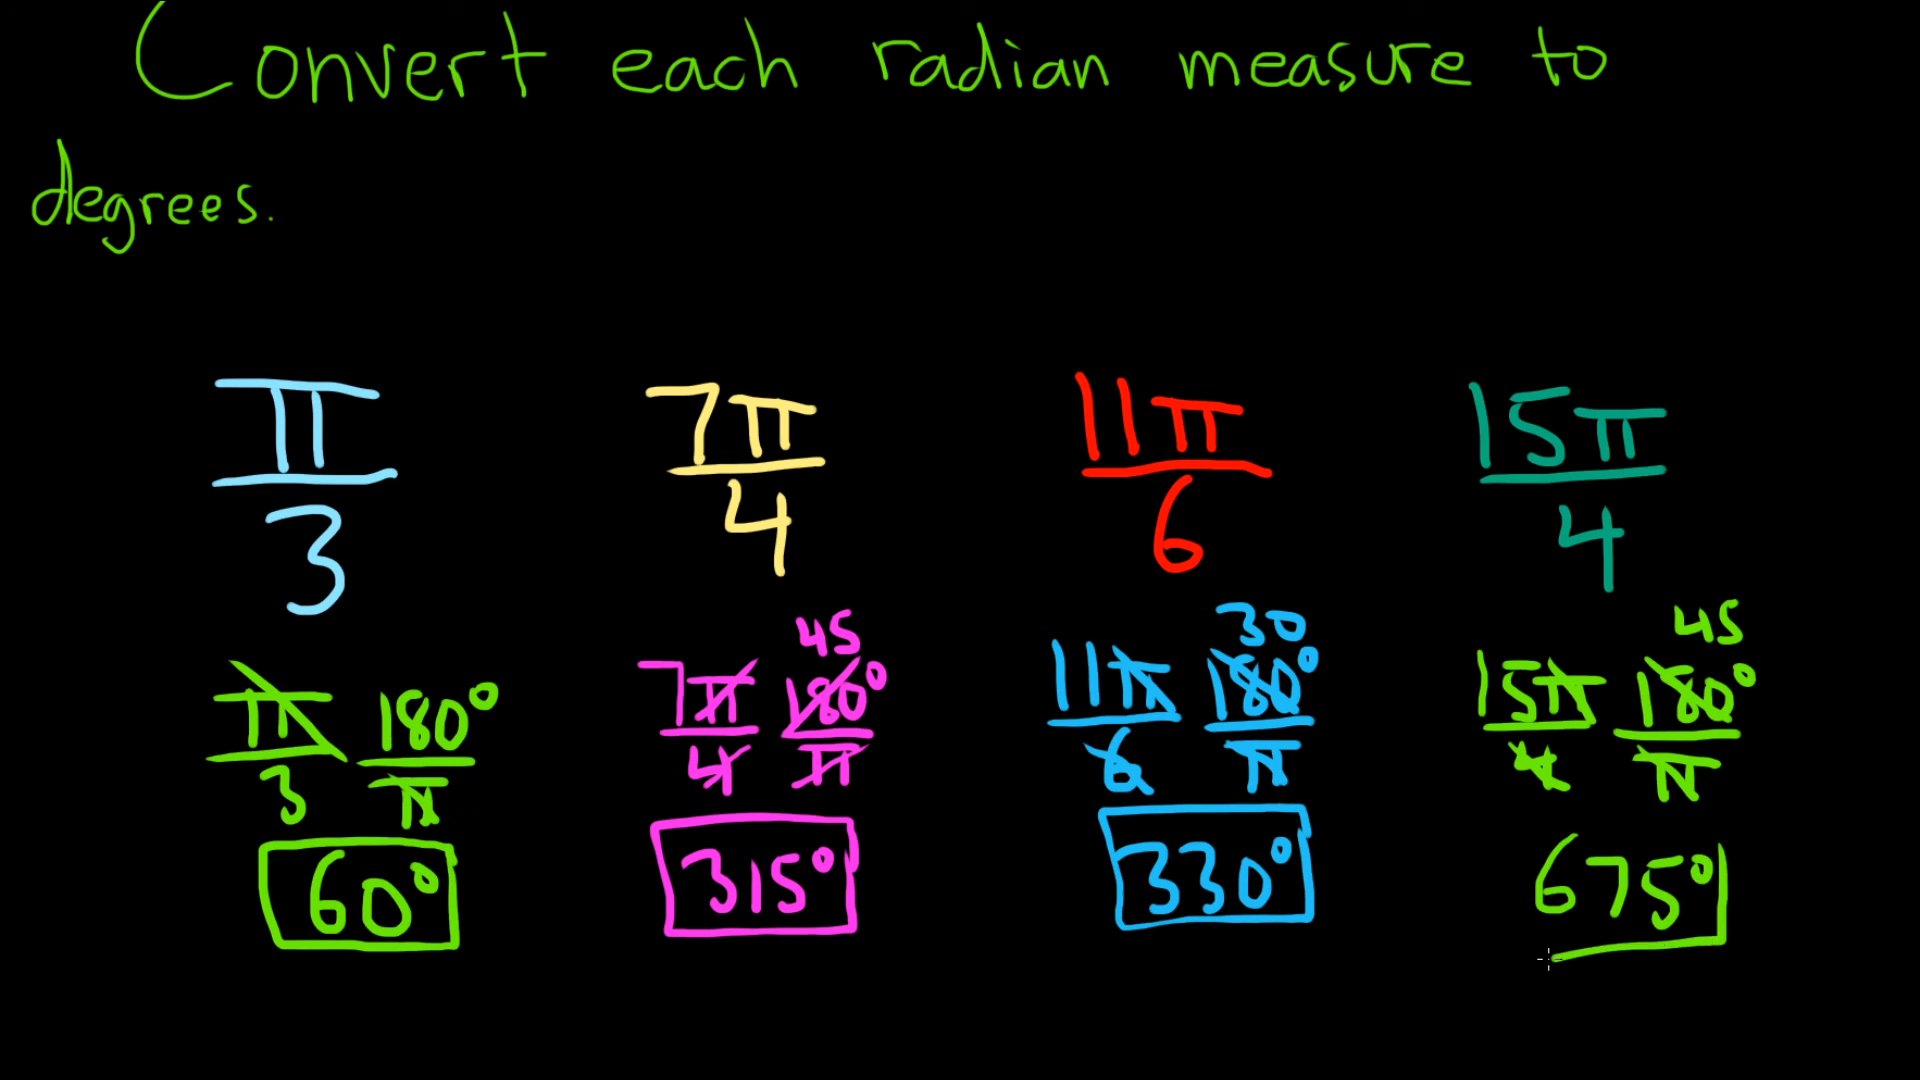 Convert each radian measure to
degrees.
π/3 7π/4 11π/6 15π/4
45 30 45
π/3 180°/π 7π/4 180°/π 11π/6 180°/π 15π/4 180°/π
60° 315° 330° 675°